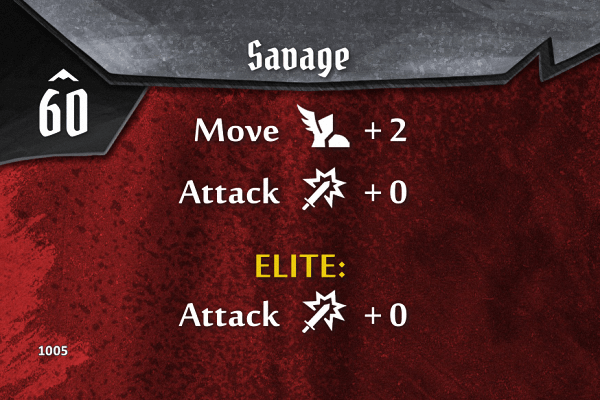 Savage
60
Move + 2
Attack + 0
ELITE:
Attack + 0
1005